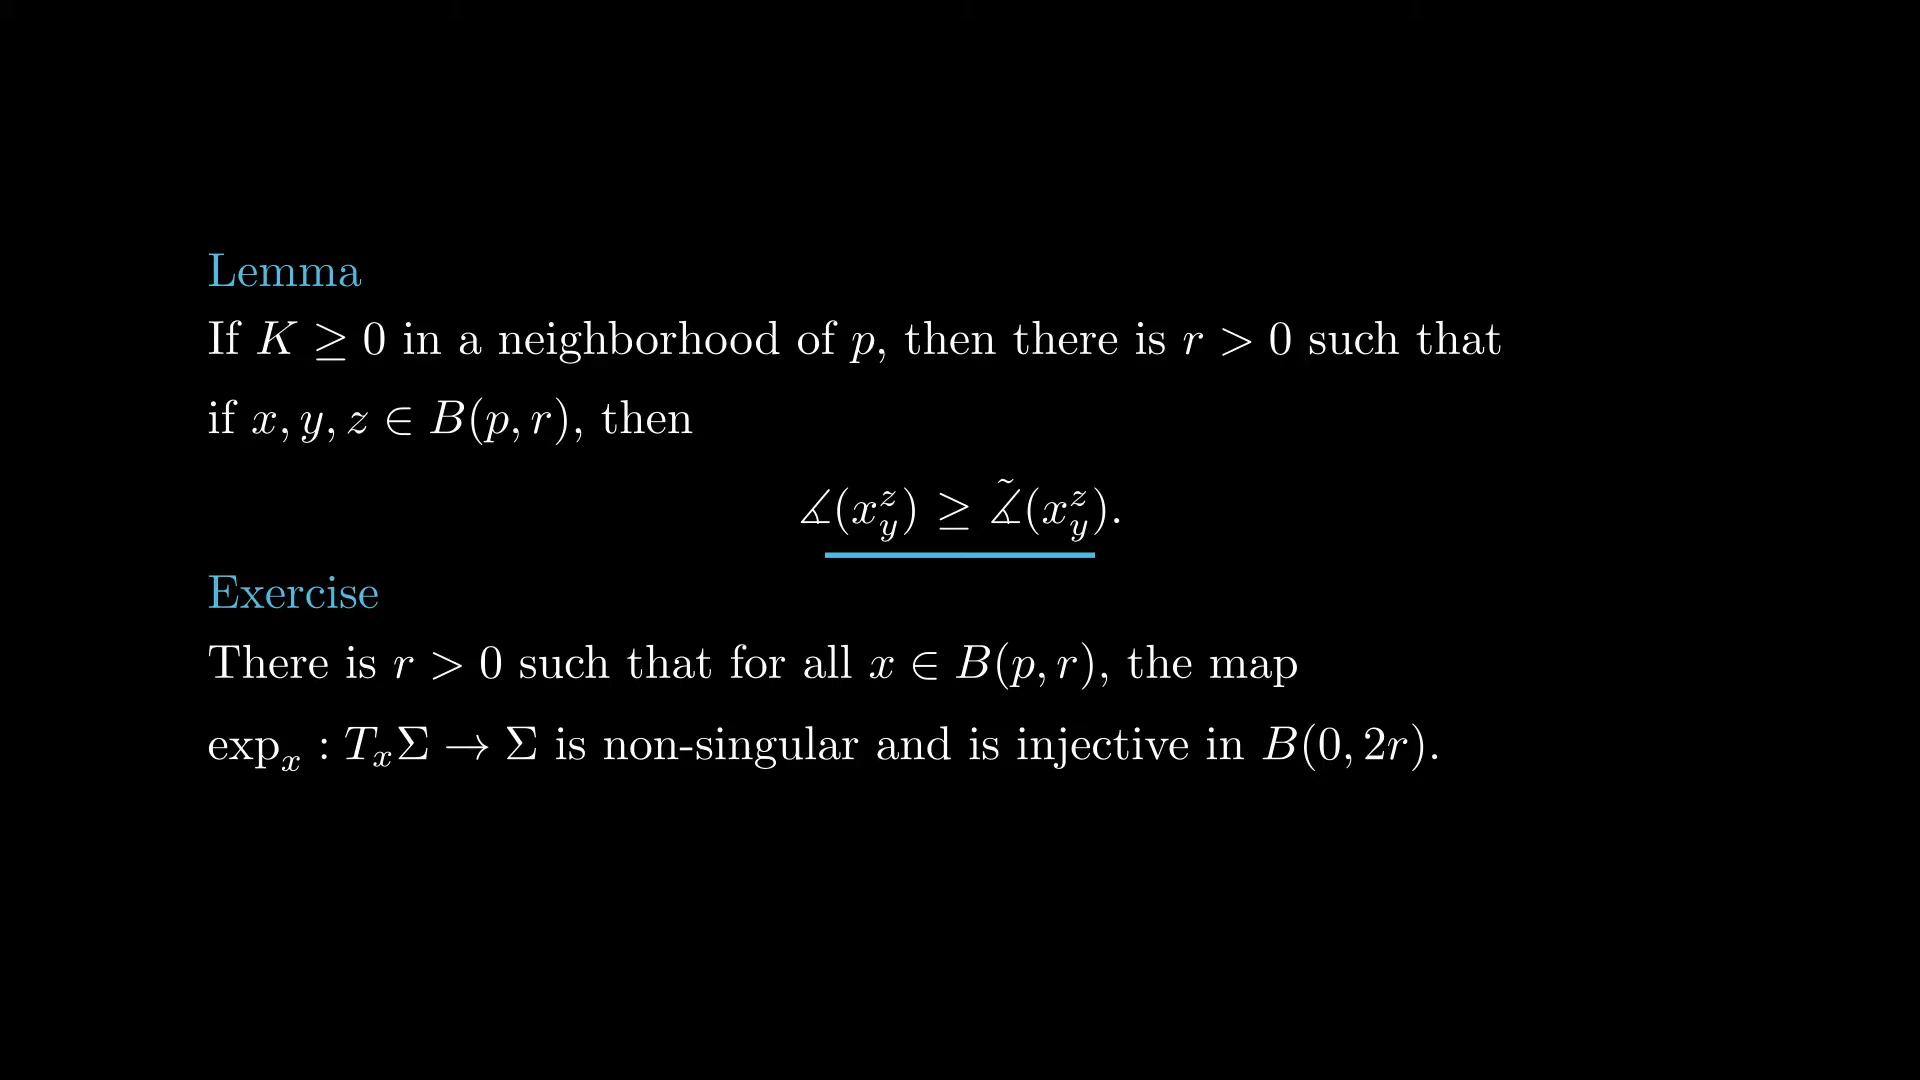 Lemma
If K ≥ 0 in a neighborhood of p, then there is r > 0 such that
if x, y, z ∈ B(p, r), then
∡(x_y^z) ≥ ∡̃(x_y^z).
Exercise
There is r > 0 such that for all x ∈ B(p, r), the map
exp_x : T_xΣ → Σ is non-singular and is injective in B(0, 2r).